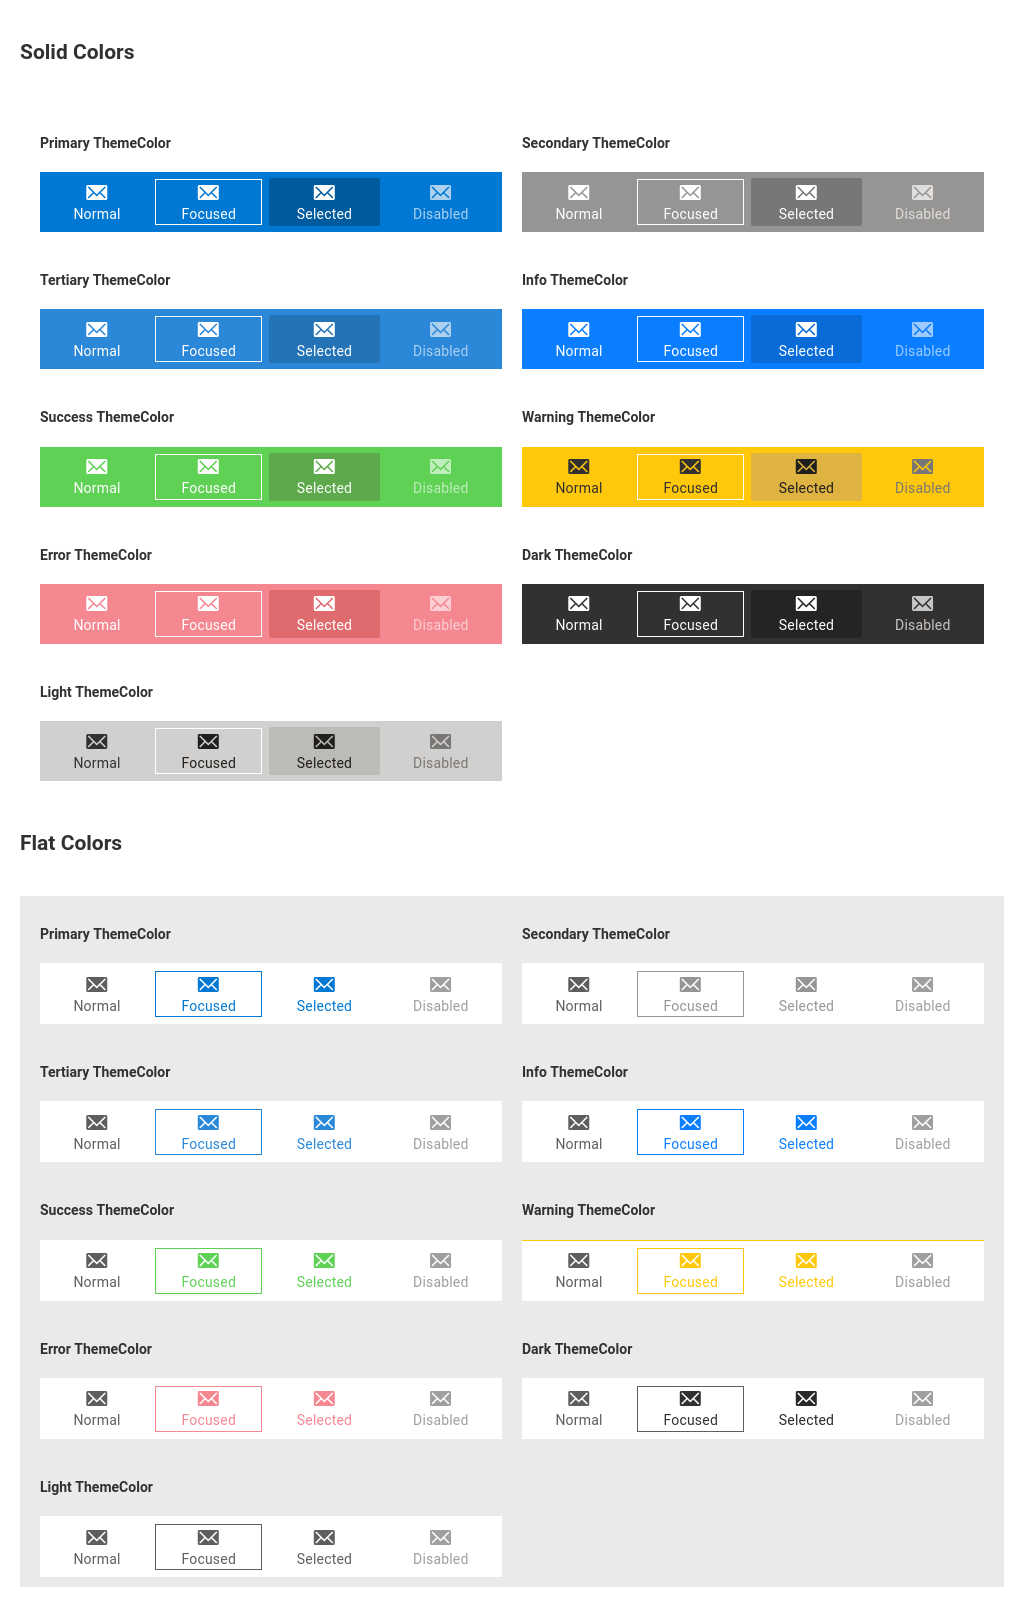 Solid Colors
Primary ThemeColor
Secondary ThemeColor
Normal Focused Selected Disabled
Normal Focused Selected Disabled
Tertiary ThemeColor
Info ThemeColor
Normal Focused Selected Disabled
Normal Focused Selected Disabled
Success ThemeColor
Warning ThemeColor
Normal Focused Selected Disabled
Normal Focused Selected Disabled
Error ThemeColor
Dark ThemeColor
Normal Focused Selected Disabled
Normal Focused Selected Disabled
Light ThemeColor
Normal Focused Selected Disabled
Flat Colors
Primary ThemeColor
Secondary ThemeColor
Normal Focused Selected Disabled
Normal Focused Selected Disabled
Tertiary ThemeColor
Info ThemeColor
Normal Focused Selected Disabled
Normal Focused Selected Disabled
Success ThemeColor
Warning ThemeColor
Normal Focused Selected Disabled
Normal Focused Selected Disabled
Error ThemeColor
Dark ThemeColor
Normal Focused Selected Disabled
Normal Focused Selected Disabled
Light ThemeColor
Normal Focused Selected Disabled